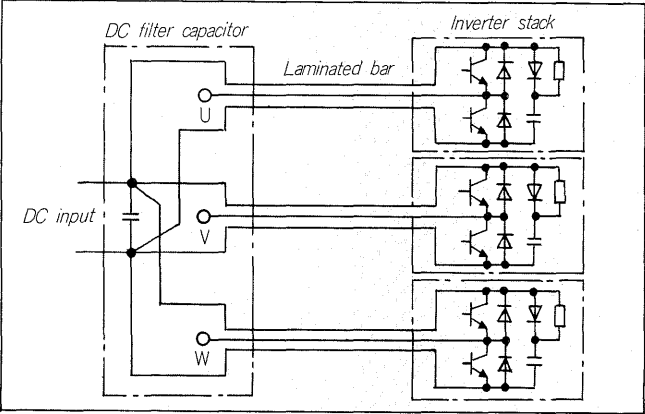 DC filter capacitor
Inverter stack
Laminated bar
U
DC input
V
W